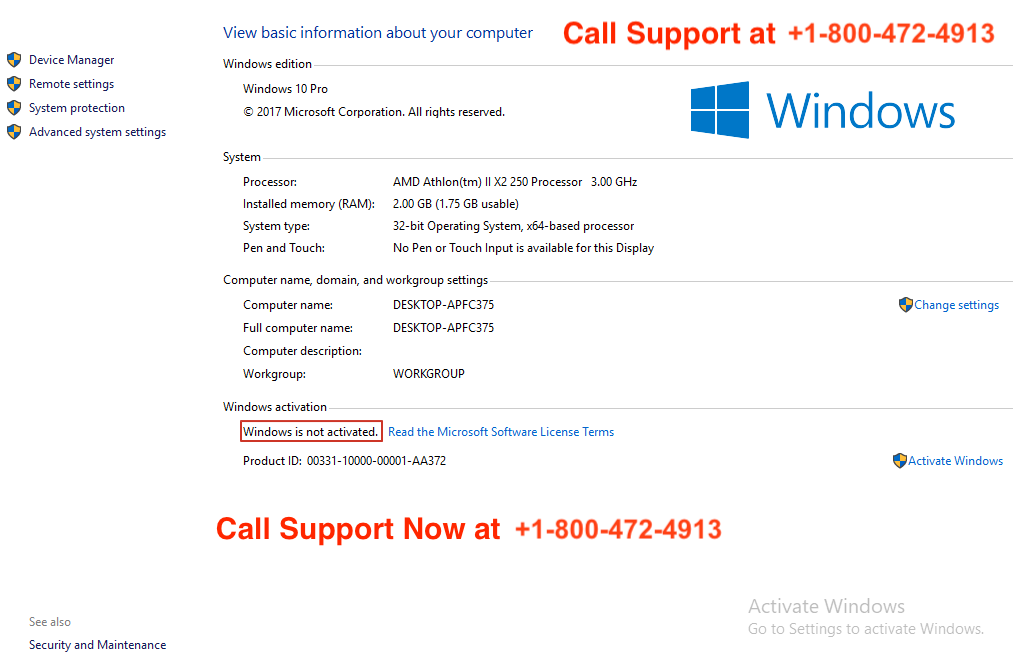 View basic information about your computer
Call Support at +1-800-472-4913
Device Manager
Remote settings
System protection
Advanced system settings
Windows edition
Windows 10 Pro
© 2017 Microsoft Corporation. All rights reserved.
Windows
System
Processor: AMD Athlon(tm) II X2 250 Processor 3.00 GHz
Installed memory (RAM): 2.00 GB (1.75 GB usable)
System type: 32-bit Operating System, x64-based processor
Pen and Touch: No Pen or Touch Input is available for this Display
Computer name, domain, and workgroup settings
Computer name: DESKTOP-APFC375
Change settings
Full computer name: DESKTOP-APFC375
Computer description:
Workgroup: WORKGROUP
Windows activation
Windows is not activated. Read the Microsoft Software License Terms
Product ID: 00331-10000-00001-AA372
Activate Windows
Call Support Now at +1-800-472-4913
See also
Security and Maintenance
Activate Windows
Go to Settings to activate Windows.